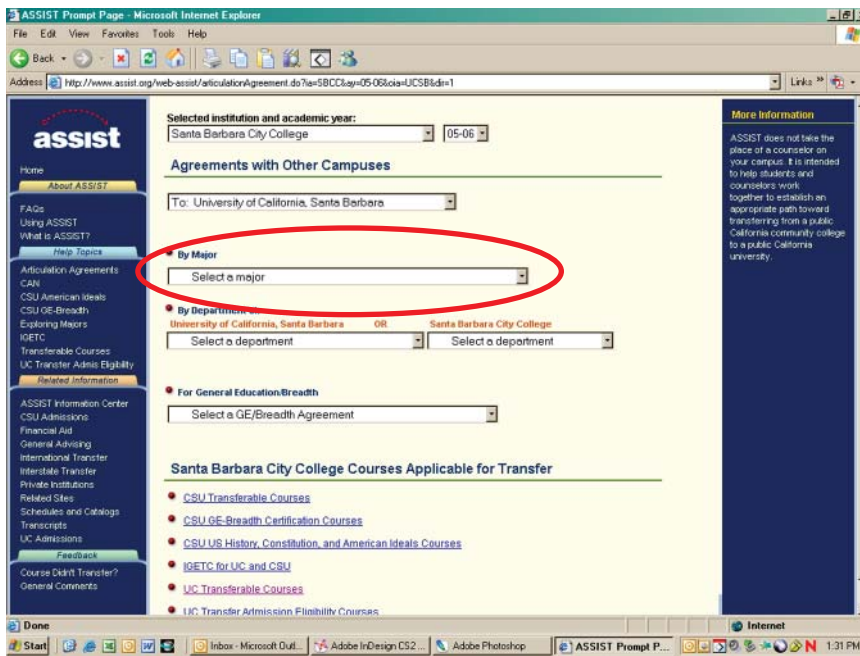 ASSIST Prompt Page - Microsoft Internet Explorer
File Edit View Favorites Tools Help
Back
Address http://www.assist.org/web-assist/articulationAgreement.do?ia=SBCC&ay=05-06&oia=UCSB&dir=1
Links »
assist
Home
About ASSIST
FAQs
Using ASSIST
What is ASSIST?
Help Topics
Articulation Agreements
CAN
CSU American Ideals
CSU GE-Breadth
Exploring Majors
IGETC
Transferable Courses
UC Transfer Admis Eligibility
Related Information
ASSIST Information Center
CSU Admissions
Financial Aid
General Advising
International Transfer
Interstate Transfer
Private Institutions
Related Sites
Schedules and Catalogs
Transcripts
UC Admissions
Feedback
Course Didn't Transfer?
General Comments
Selected institution and academic year:
Santa Barbara City College 05-06
Agreements with Other Campuses
To: University of California, Santa Barbara
By Major
Select a major
By Department
University of California, Santa Barbara OR Santa Barbara City College
Select a department Select a department
For General Education/Breadth
Select a GE/Breadth Agreement
Santa Barbara City College Courses Applicable for Transfer
CSU Transferable Courses
CSU GE-Breadth Certification Courses
CSU US History, Constitution, and American Ideals Courses
IGETC for UC and CSU
UC Transferable Courses
UC Transfer Admission Eligibility Courses
More Information
ASSIST does not take the
place of a counselor on
your campus. It is intended
to help students and
counselors work
together to establish an
appropriate path toward
transferring from a public
California community college
to a public California
university.
Done
Internet
Start
Inbox - Microsoft Outl...
Adobe InDesign CS2 ...
Adobe Photoshop
ASSIST Prompt P...
1:31 PM